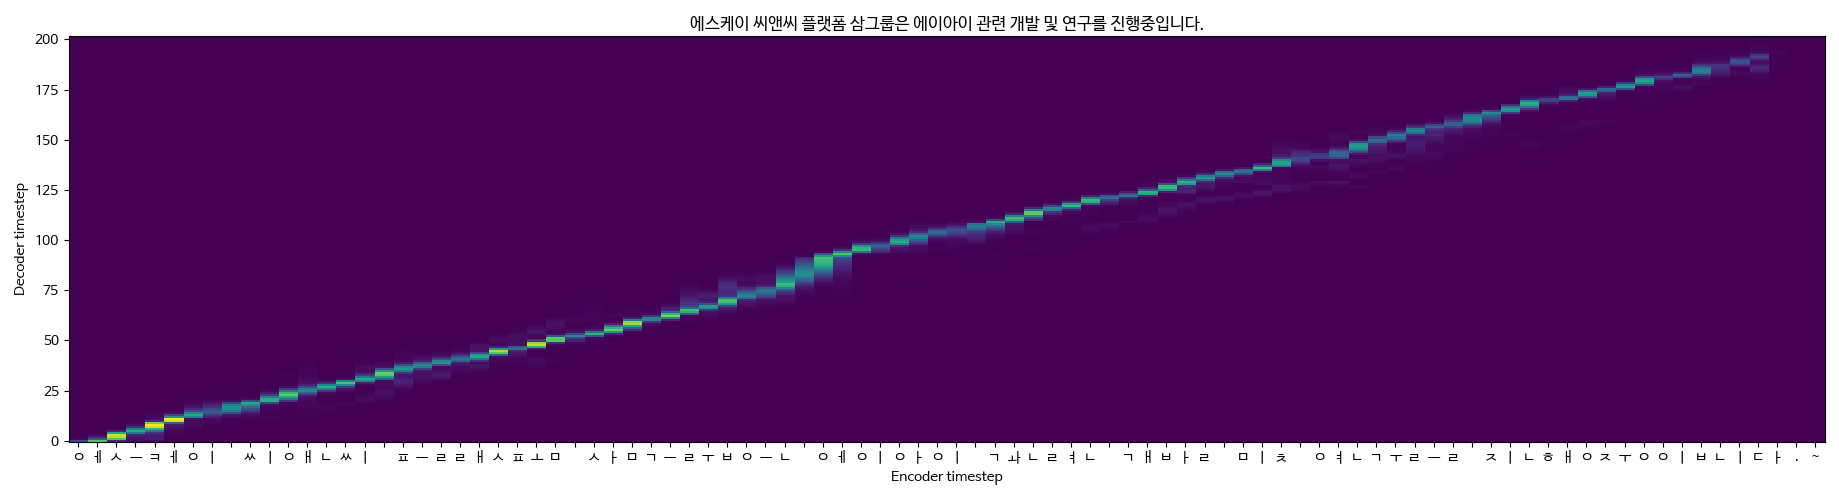 에스케이 씨앤씨 플랫폼 삼그룹은 에이아이 관련 개발 및 연구를 진행중입니다.
200
175
150
125
100
75
50
25
0
Decoder timestep
ㅇ ㅔ ㅅ ㅡ ㅋ ㅔ ㅇ ㅣ   ㅆ ㅣ ㅇ ㅐ ㄴ ㅆ ㅣ   ㅍ ㅡ ㄹ ㄹ ㅐ ㅅ ㅍ ㅗ ㅁ   ㅅ ㅏ ㅁ ㄱ ㅡ ㄹ ㅜ ㅂ ㅇ ㅡ ㄴ   ㅇ ㅔ ㅇ ㅣ ㅇ ㅏ ㅇ ㅣ   ㄱ ㅘ ㄴ ㄹ ㅕ ㄴ   ㄱ ㅐ ㅂ ㅏ ㄹ   ㅁ ㅣ ㅊ   ㅇ ㅕ ㄴ ㄱ ㅜ ㄹ ㅡ ㄹ   ㅈ ㅣ ㄴ ㅎ ㅐ ㅇ ㅈ ㅜ ㅇ ㅇ ㅣ ㅂ ㄴ ㅣ ㄷ ㅏ . ~
Encoder timestep